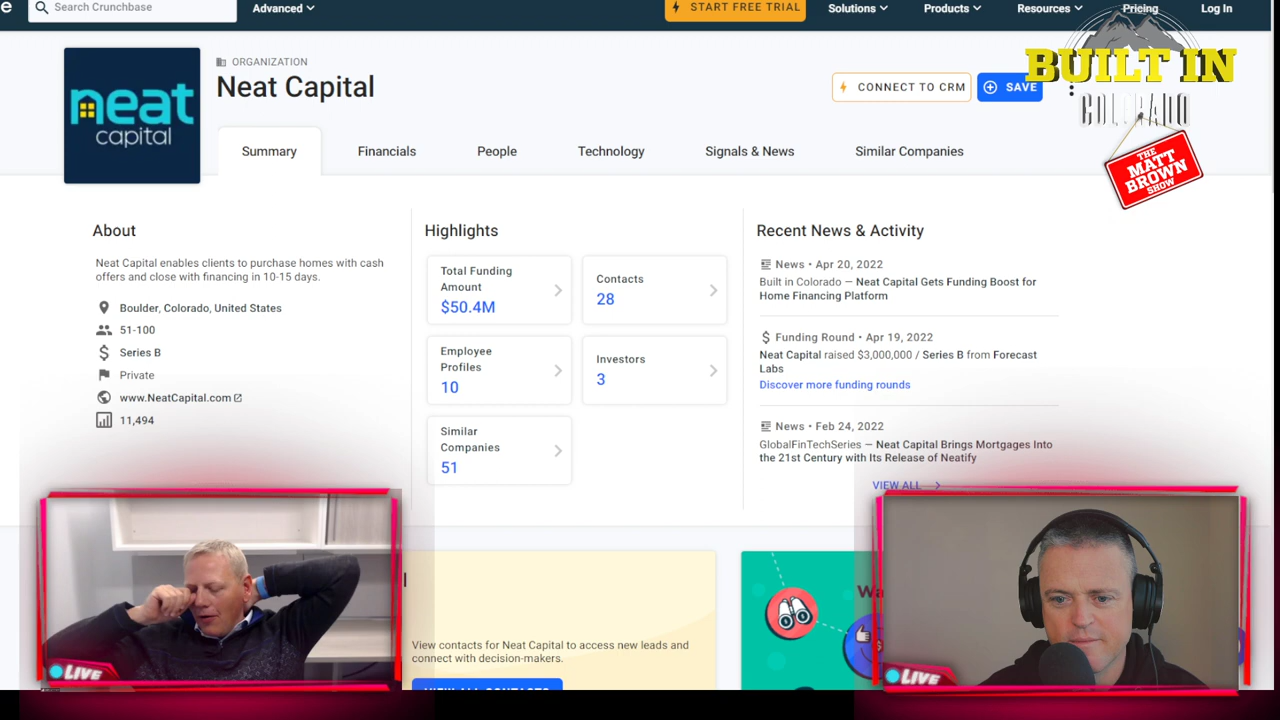 e
Search Crunchbase
Advanced
START FREE TRIAL
Solutions
Products
Resources
Pricing
Log In
BUILT IN
COLORADO
THE
MATT
BROWN
SHOW
neat
capital
ORGANIZATION
Neat Capital
CONNECT TO CRM
SAVE
Summary
Financials
People
Technology
Signals & News
Similar Companies
About
Neat Capital enables clients to purchase homes with cash
offers and close with financing in 10-15 days.
Boulder, Colorado, United States
51-100
Series B
Private
www.NeatCapital.com
11,494
Highlights
Total Funding
Amount
$50.4M
Contacts
28
Employee
Profiles
10
Investors
3
Similar
Companies
51
Recent News & Activity
News • Apr 20, 2022
Built in Colorado — Neat Capital Gets Funding Boost for
Home Financing Platform
Funding Round • Apr 19, 2022
Neat Capital raised $3,000,000 / Series B from Forecast
Labs
Discover more funding rounds
News • Feb 24, 2022
GlobalFinTechSeries — Neat Capital Brings Mortgages Into
the 21st Century with Its Release of Neatify
VIEW ALL
View contacts for Neat Capital to access new leads and
connect with decision-makers.
VIEW ALL CONTACTS
LIVE
LIVE